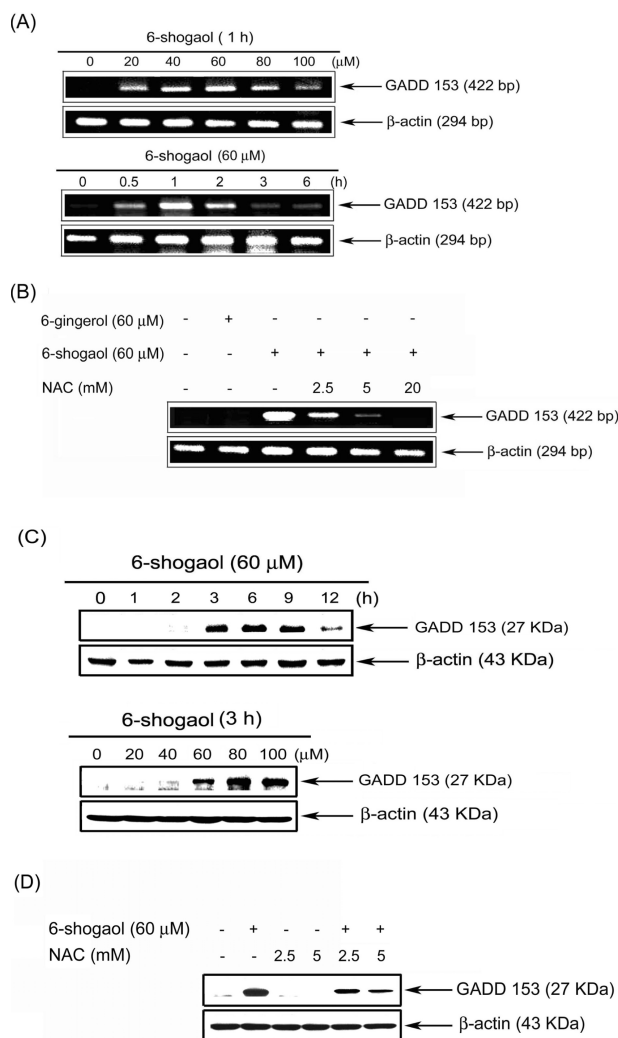 (A)
6-shogaol ( 1 h)
0 20 40 60 80 100 (μM)
GADD 153 (422 bp)
β-actin (294 bp)
6-shogaol (60 μM)
0 0.5 1 2 3 6 (h)
GADD 153 (422 bp)
β-actin (294 bp)
(B)
6-gingerol (60 μM) - + - - - -
6-shogaol (60 μM) - - + + + +
NAC (mM) - - - 2.5 5 20
GADD 153 (422 bp)
β-actin (294 bp)
(C)
6-shogaol (60 μM)
0 1 2 3 6 9 12 (h)
GADD 153 (27 KDa)
β-actin (43 KDa)
6-shogaol (3 h)
0 20 40 60 80 100 (μM)
GADD 153 (27 KDa)
β-actin (43 KDa)
(D)
6-shogaol (60 μM) - + - - + +
NAC (mM) - - 2.5 5 2.5 5
GADD 153 (27 KDa)
β-actin (43 KDa)